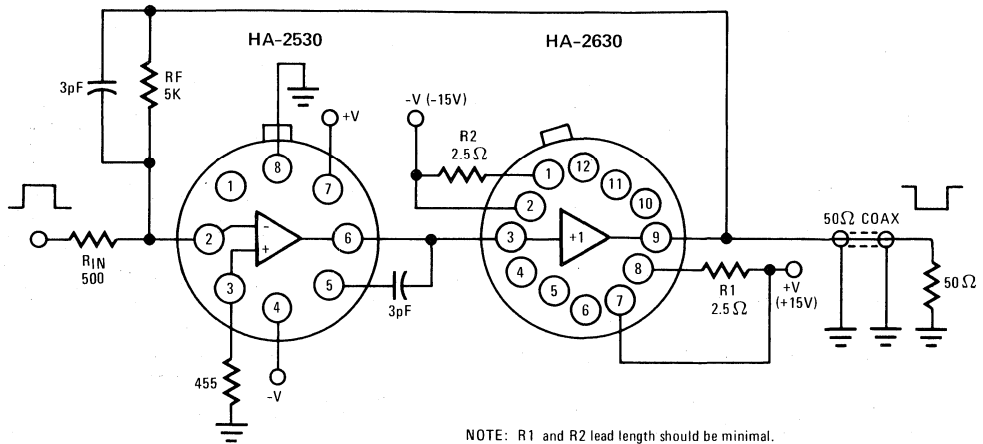 HA-2530
HA-2630
3pF
RF
5K
+V
-V (-15V)
R2
2.5Ω
8
7
1
2
6
5
3
4
-
+
RIN
500
455
-V
3pF
1
12
11
10
2
3
9
4
8
5
7
6
+1
R1
2.5Ω
+V
(+15V)
50Ω COAX
50Ω
NOTE: R1 and R2 lead length should be minimal.